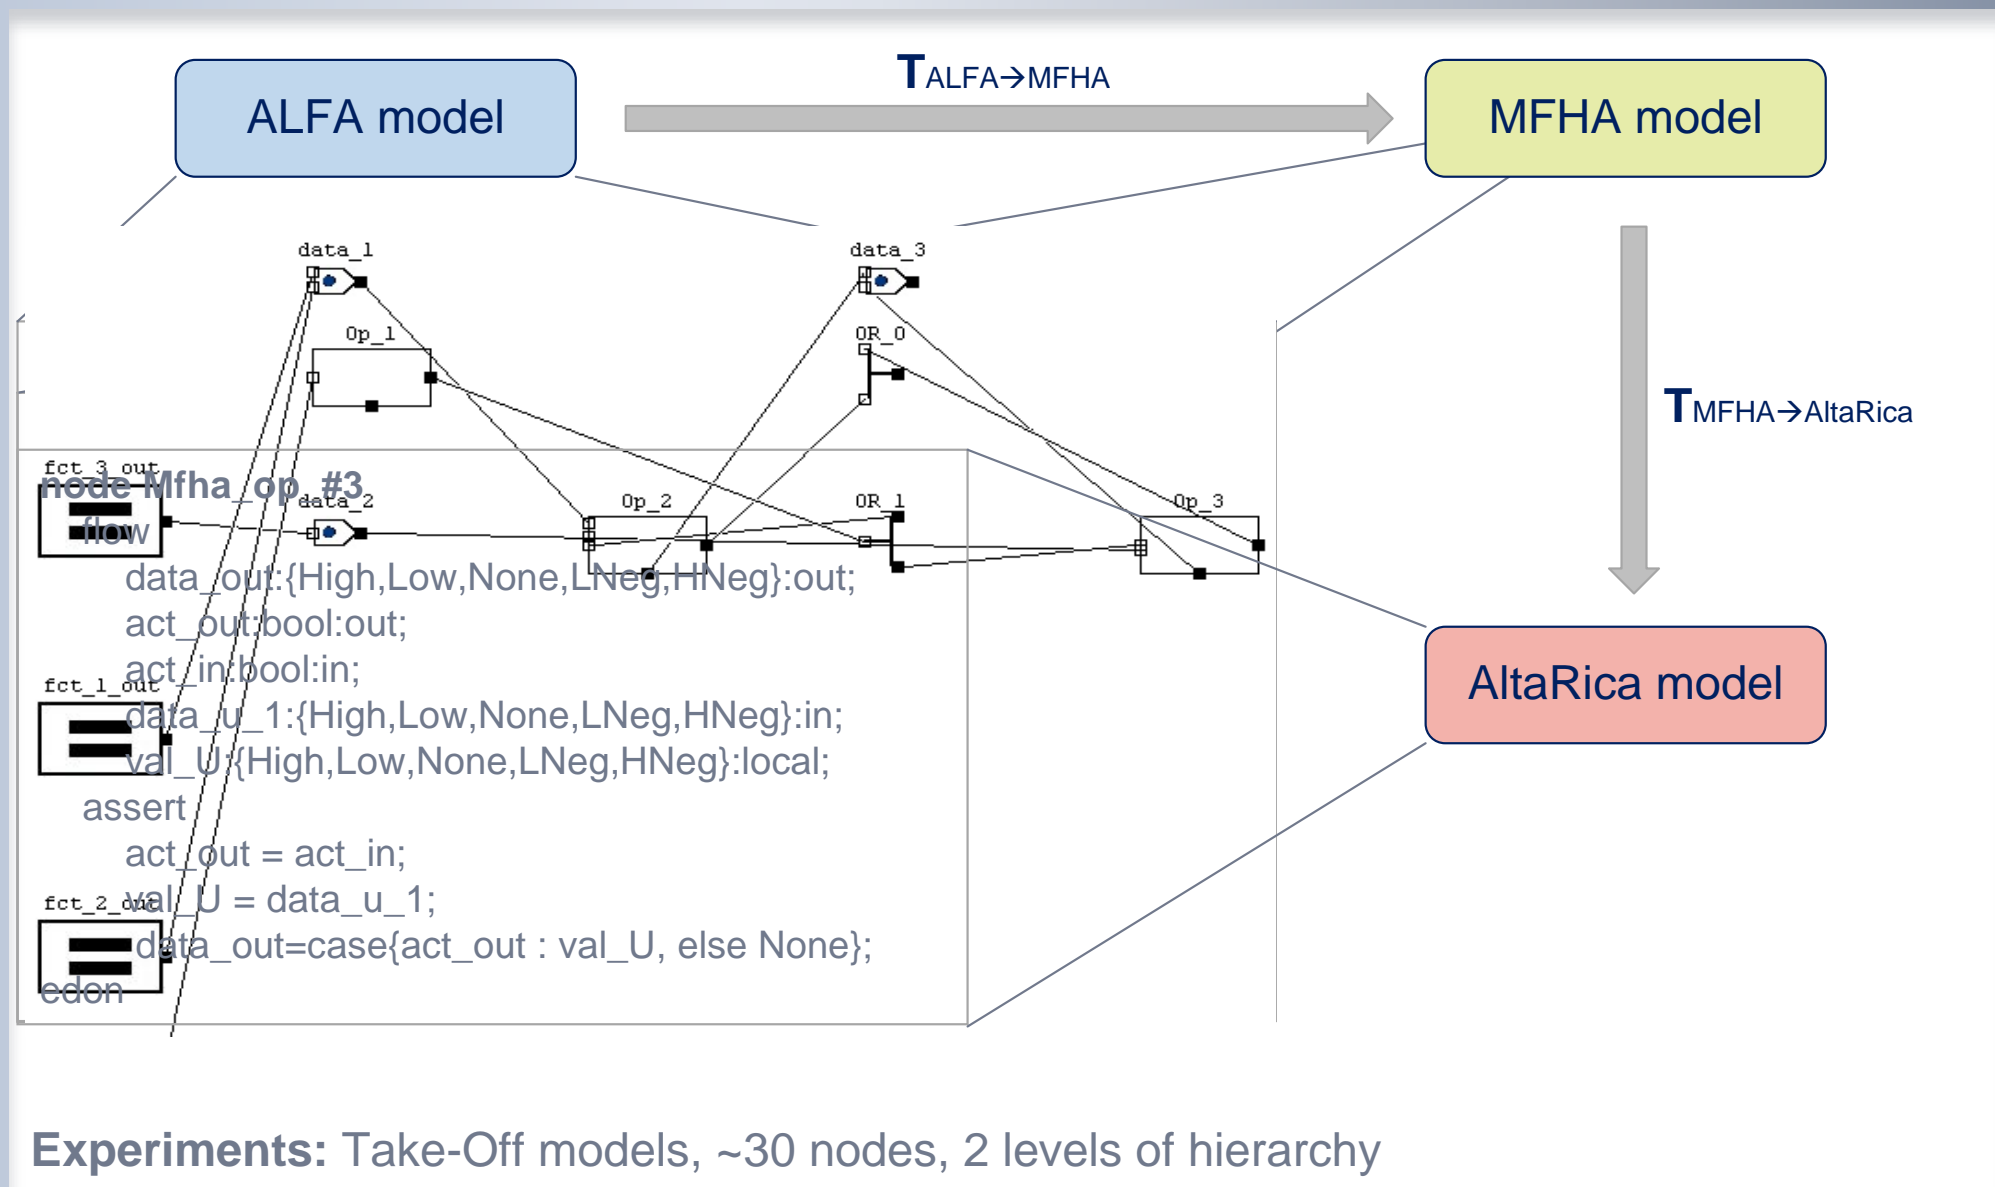 TALFA→MFHA
ALFA model
MFHA model
data_1
data_3
Op_1
OR_0
TMFHA→AltaRica
fct_3_out
node Mfha_op_#3
data_2
Op_2
OR_1
Op_3
flow
data_out:{High,Low,None,LNeg,HNeg}:out;
act_out:bool:out;
act_in:bool:in;
fct_1_out
AltaRica model
data_u_1:{High,Low,None,LNeg,HNeg}:in;
val_U:{High,Low,None,LNeg,HNeg}:local;
assert
act_out = act_in;
fct_2_out
val_U = data_u_1;
data_out=case{act_out : val_U, else None};
edon
Experiments: Take-Off models, ~30 nodes, 2 levels of hierarchy